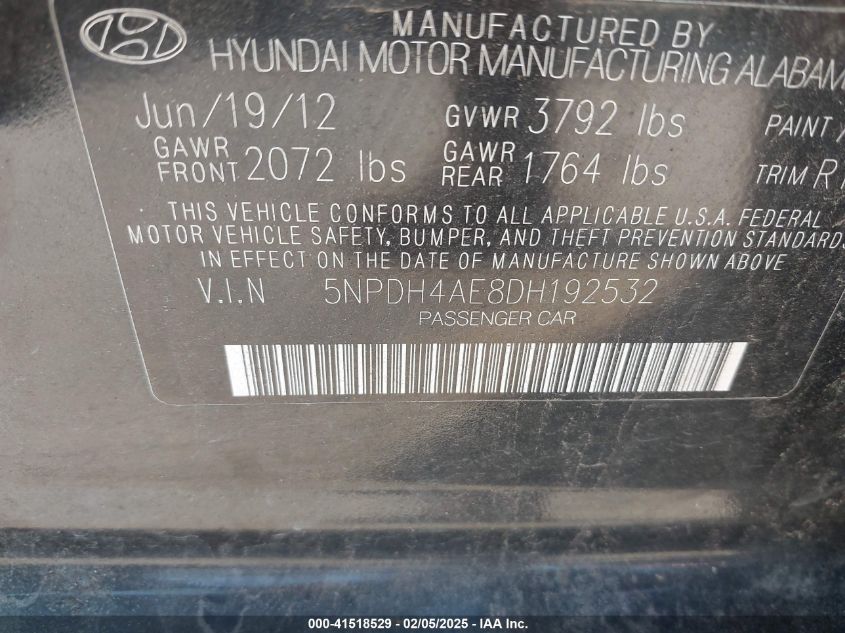 MANUFACTURED BY
HYUNDAI MOTOR MANUFACTURING ALABAM
Jun/19/12 GVWR 3792 lbs PAINT
GAWR FRONT 2072 lbs GAWR REAR 1764 lbs TRIM
THIS VEHICLE CONFORMS TO ALL APPLICABLE U.S.A. FEDERAL
MOTOR VEHICLE SAFETY, BUMPER, AND THEFT PREVENTION STANDARDS
IN EFFECT ON THE DATE OF MANUFACTURE SHOWN ABOVE
V.I.N 5NPDH4AE8DH192532
PASSENGER CAR
000-41518529 - 02/05/2025 - IAA Inc.